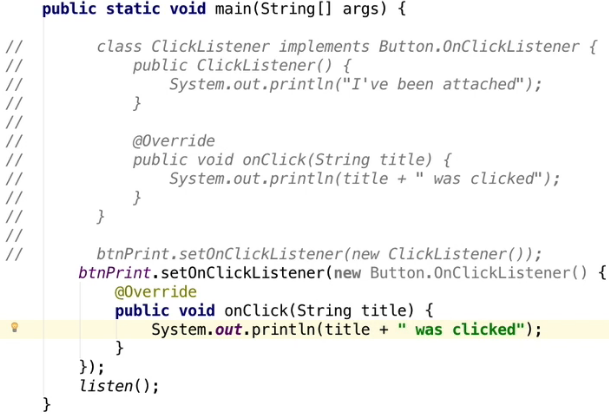 public static void main(String[] args) {
//        class ClickListener implements Button.OnClickListener {
//            public ClickListener() {
//                System.out.println("I've been attached");
//            }
//
//            @Override
//            public void onClick(String title) {
//                System.out.println(title + " was clicked");
//            }
//        }
//
//        btnPrint.setOnClickListener(new ClickListener());
btnPrint.setOnClickListener(new Button.OnClickListener() {
@Override
public void onClick(String title) {
System.out.println(title + " was clicked");
}
});
listen();
}